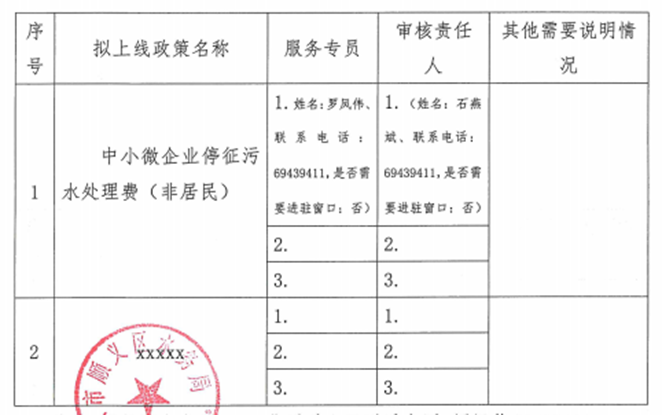 序号
拟上线政策名称
服务专员
审核责任人
其他需要说明情况
1
中小微企业停征污
水处理费（非居民）
1.姓名:罗凤伟、
联系电话：
69439411,是否需
要进驻窗口：否）
1.（姓名：石燕
斌、联系电话：
69439411,是否需
要进驻窗口：否）
2.
2.
3.
3.
2
xxxxx
市顺义区水务局
1.
1.
2.
2.
3.
3.